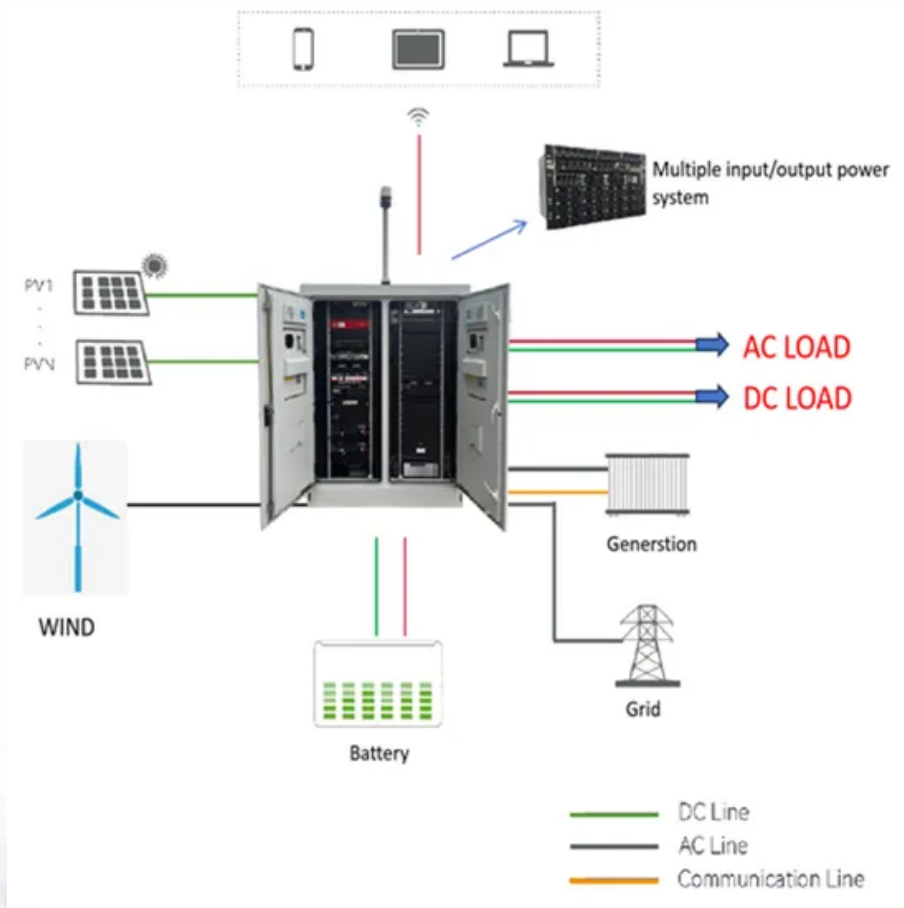 Multiple input/output power
system
PV1
PVN
AC LOAD
DC LOAD
WIND
Generstion
Grid
Battery
DC Line
AC Line
Communication Line